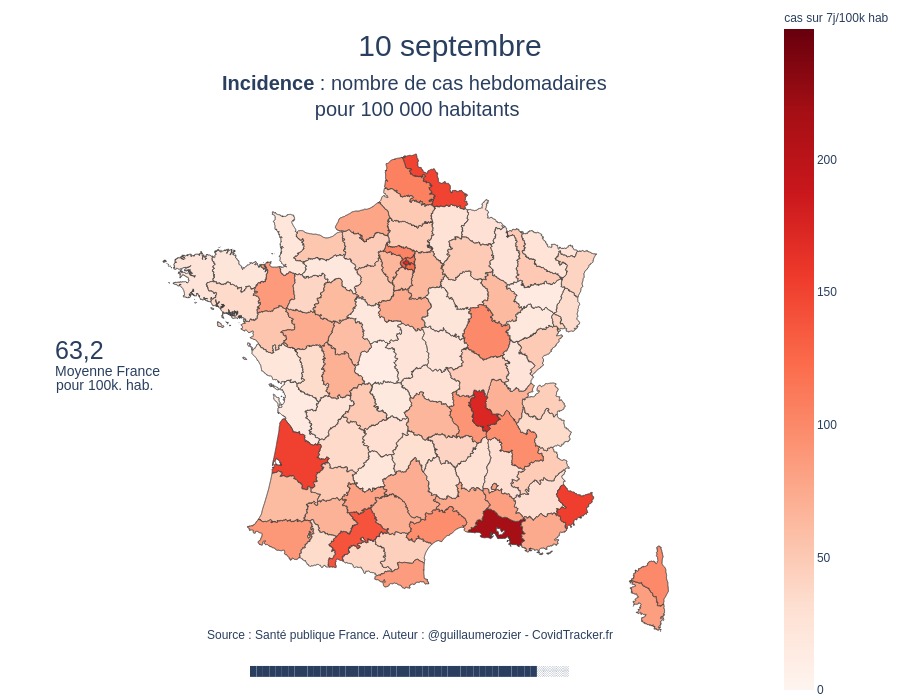 cas sur 7j/100k hab
10 septembre
Incidence : nombre de cas hebdomadaires
pour 100 000 habitants
200
150
100
50
0
63,2
Moyenne France
pour 100k. hab.
Source : Santé publique France. Auteur : @guillaumerozier - CovidTracker.fr